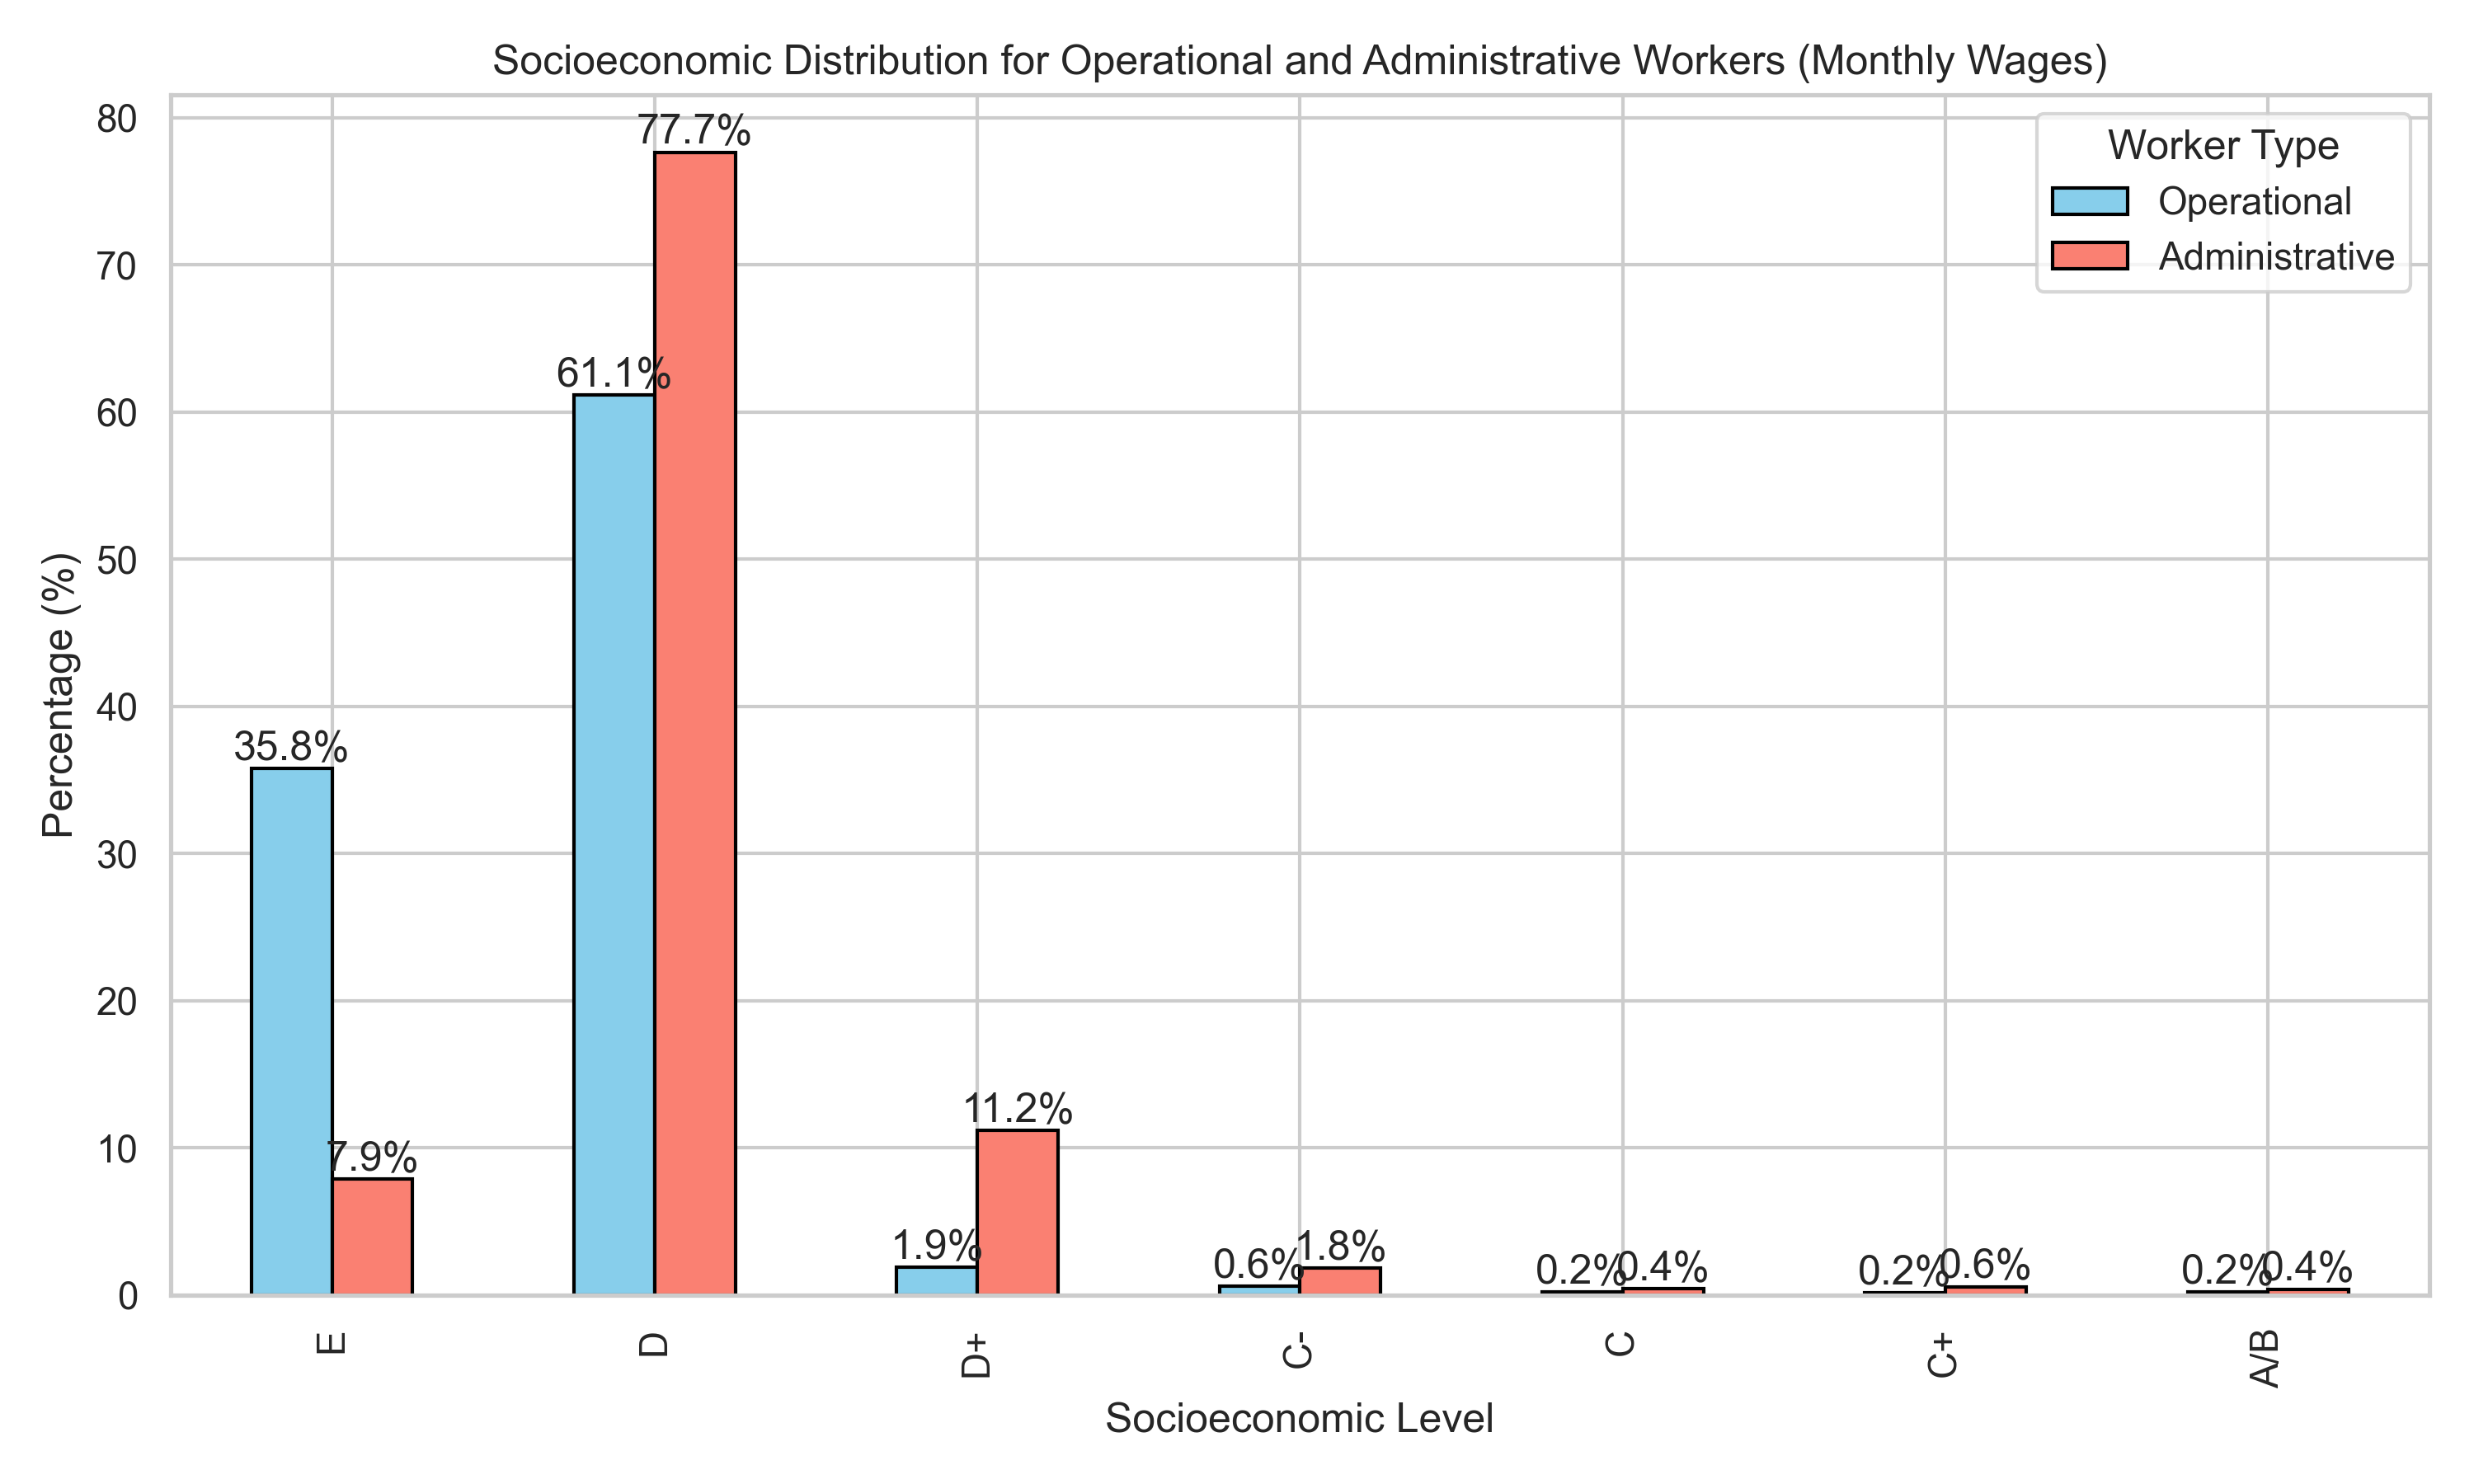 Socioeconomic Distribution for Operational and Administrative Workers (Monthly Wages)
Worker Type
Operational
Administrative
Percentage (%)
80
70
60
50
40
30
20
10
0
35.8%
7.9%
61.1%
77.7%
1.9%
11.2%
0.6%
1.8%
0.2%
0.4%
0.2%
0.6%
0.2%
0.4%
E
D
D+
C-
C
C+
A/B
Socioeconomic Level